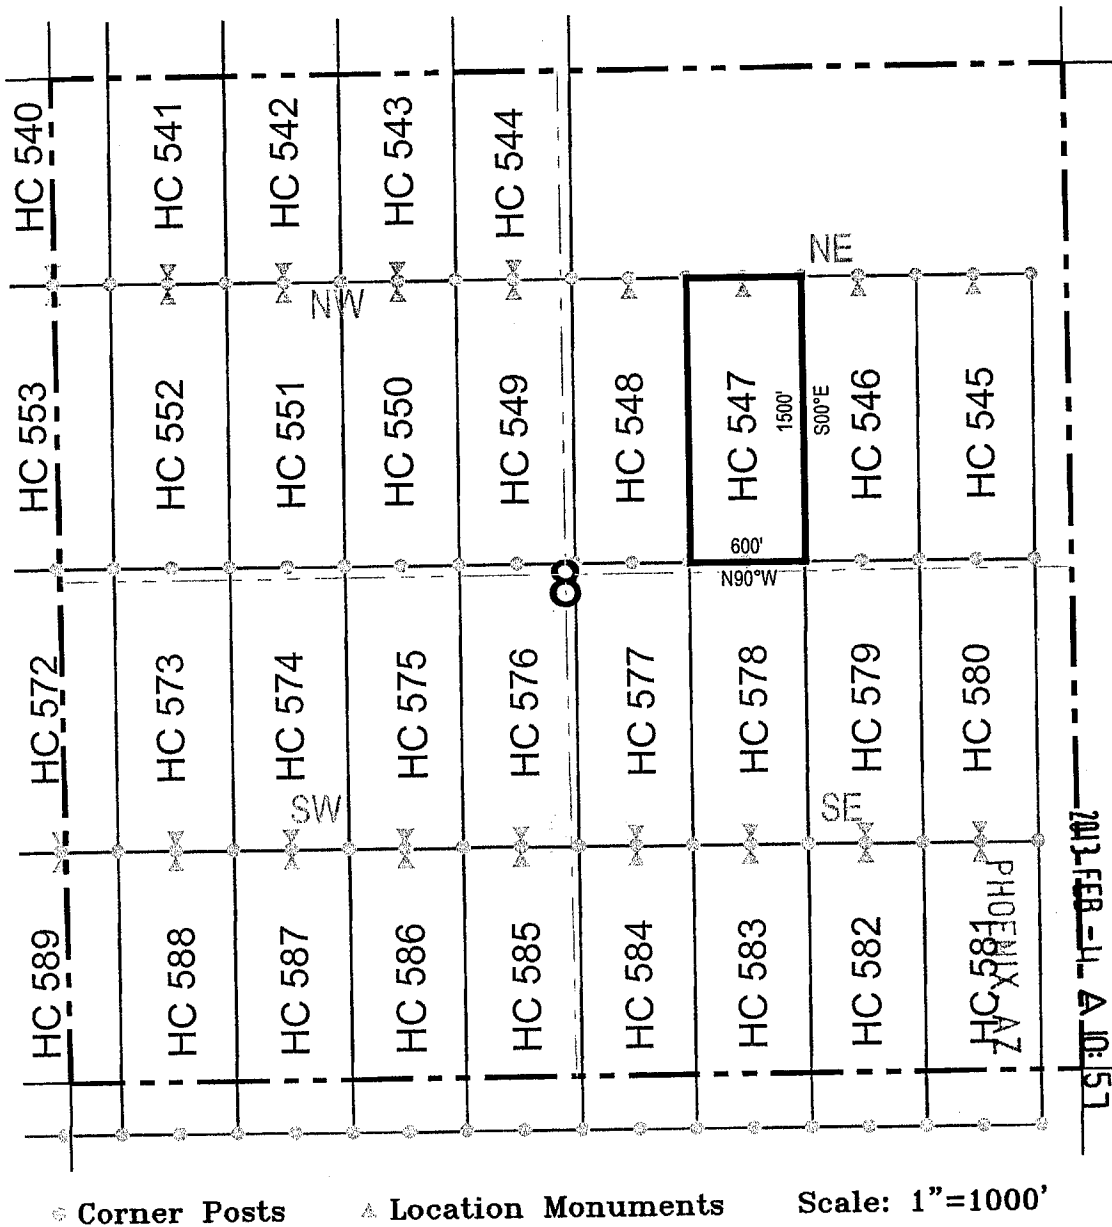 HC 540
HC 541
HC 542
HC 543
HC 544
NE
NW
HC 553
HC 552
HC 551
HC 550
HC 549
HC 548
HC 547
1500'
S00°E
HC 546
HC 545
600'
N90°W
8
HC 572
HC 573
HC 574
HC 575
HC 576
HC 577
HC 578
HC 579
HC 580
SW
SE
HC 589
HC 588
HC 587
HC 586
HC 585
HC 584
HC 583
HC 582
HC 581
PHOENIX, AZ
2013 FEB -4 A 10:57
Corner Posts
Location Monuments
Scale: 1"=1000'